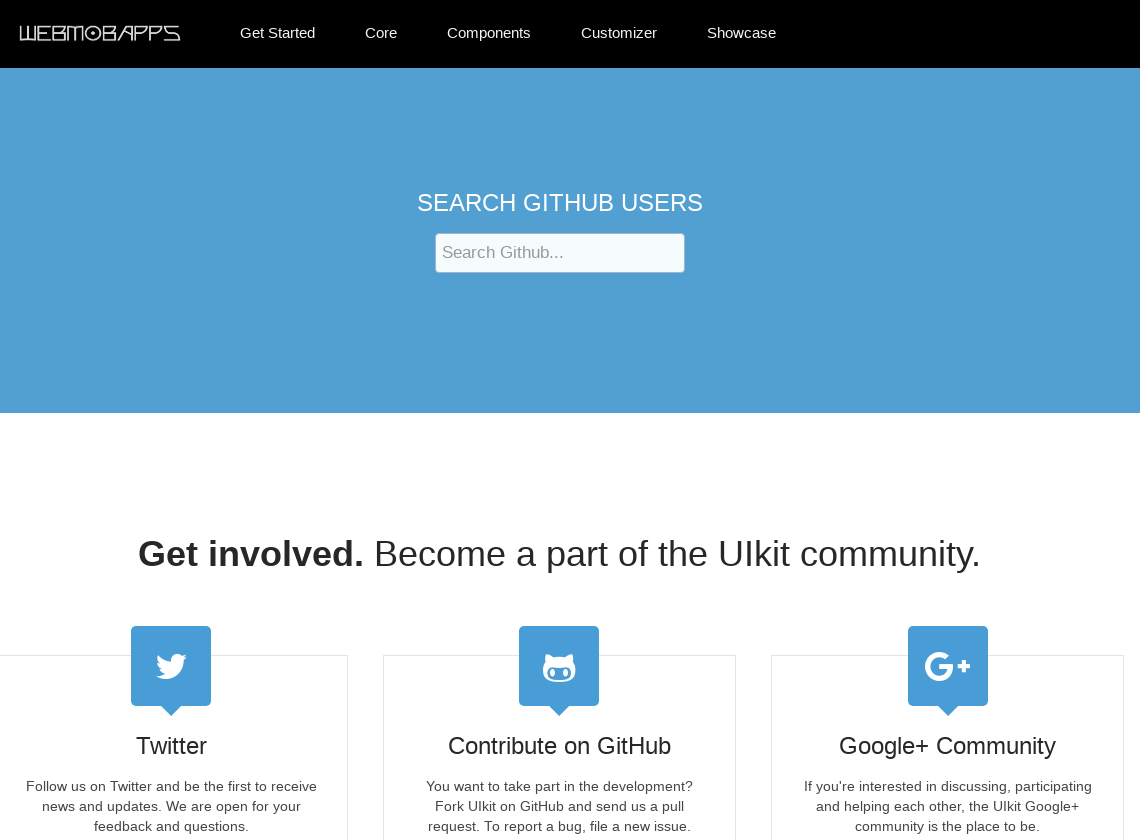 WEBMOBAPPS Get Started Core Components Customizer Showcase
SEARCH GITHUB USERS
Search Github...
Get involved. Become a part of the UIkit community.
Twitter
Follow us on Twitter and be the first to receive
news and updates. We are open for your
feedback and questions.
Contribute on GitHub
You want to take part in the development?
Fork UIkit on GitHub and send us a pull
request. To report a bug, file a new issue.
G+
Google+ Community
If you're interested in discussing, participating
and helping each other, the UIkit Google+
community is the place to be.